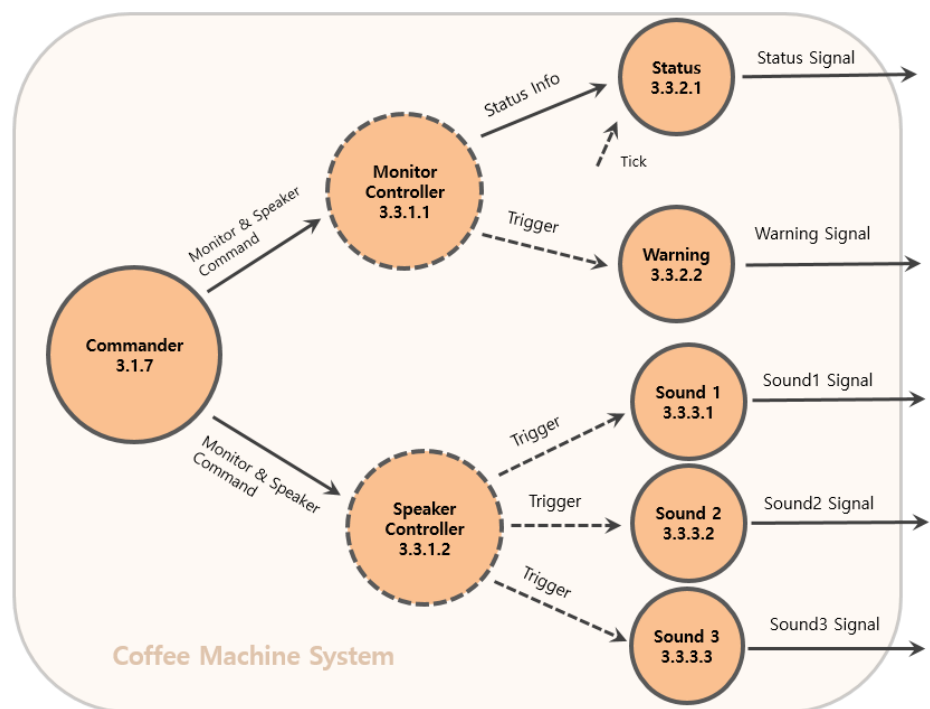 Status
3.3.2.1
Status Signal
Status Info
Tick
Monitor
Controller
3.3.1.1
Monitor & Speaker
Command
Trigger
Warning
3.3.2.2
Warning Signal
Commander
3.1.7
Monitor & Speaker
Command
Speaker
Controller
3.3.1.2
Trigger
Sound 1
3.3.3.1
Sound1 Signal
Trigger
Sound 2
3.3.3.2
Sound2 Signal
Trigger
Sound 3
3.3.3.3
Sound3 Signal
Coffee Machine System